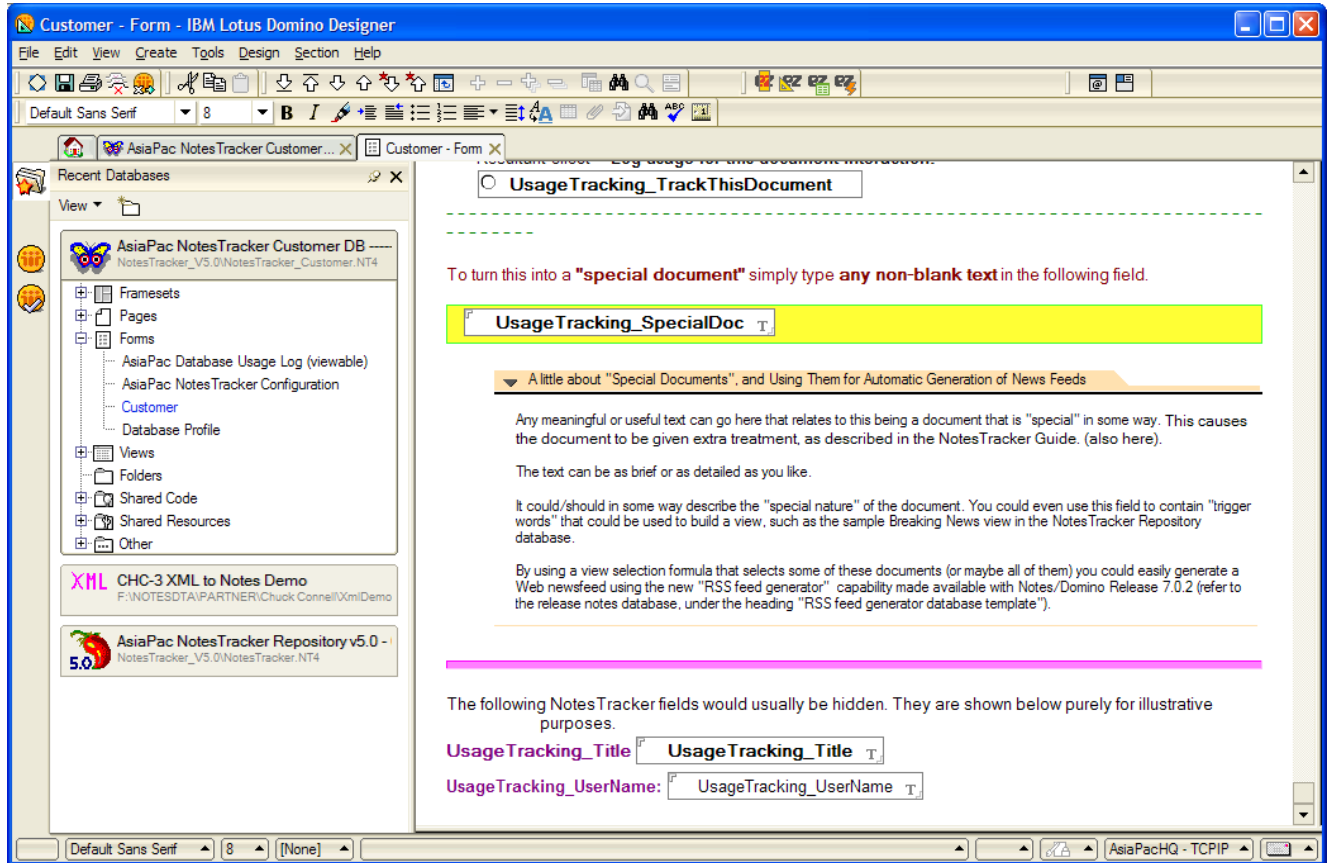 Customer - Form - IBM Lotus Domino Designer
File Edit View Create Tools Design Section Help
Default Sans Serif 8 B I
AsiaPac NotesTracker Customer... Customer - Form
Recent Databases
View
AsiaPac NotesTracker Customer DB ----
NotesTracker_V5.0\NotesTracker_Customer.NT4
Framesets
Pages
Forms
AsiaPac Database Usage Log (viewable)
AsiaPac NotesTracker Configuration
Customer
Database Profile
Views
Folders
Shared Code
Shared Resources
Other
XML CHC-3 XML to Notes Demo
F:\NOTESDTA\PARTNER\Chuck Connell\XmlDemo
AsiaPac NotesTracker Repository v5.0 -
5.0 NotesTracker_V5.0\NotesTracker.NT4
Resultant effect - Log usage for this document interaction.
UsageTracking_TrackThisDocument
To turn this into a "special document" simply type any non-blank text in the following field.
UsageTracking_SpecialDoc T
A little about "Special Documents", and Using Them for Automatic Generation of News Feeds
Any meaningful or useful text can go here that relates to this being a document that is "special" in some way. This causes
the document to be given extra treatment, as described in the NotesTracker Guide. (also here).
The text can be as brief or as detailed as you like.
It could/should in some way describe the "special nature" of the document. You could even use this field to contain "trigger
words" that could be used to build a view, such as the sample Breaking News view in the NotesTracker Repository
database.
By using a view selection formula that selects some of these documents (or maybe all of them) you could easily generate a
Web newsfeed using the new "RSS feed generator" capability made available with Notes/Domino Release 7.0.2 (refer to
the release notes database, under the heading "RSS feed generator database template").
The following NotesTracker fields would usually be hidden. They are shown below purely for illustrative
purposes.
UsageTracking_Title UsageTracking_Title T
UsageTracking_UserName: UsageTracking_UserName T
Default Sans Serif 8 [None] AsiaPacHQ - TCPIP